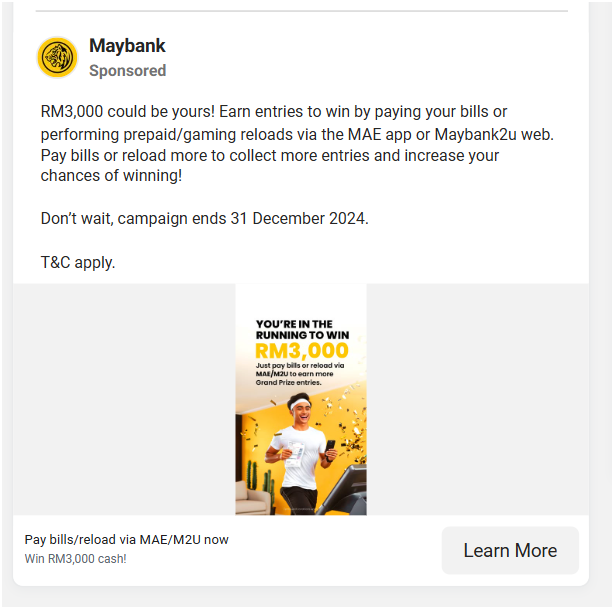 Maybank
Sponsored
RM3,000 could be yours! Earn entries to win by paying your bills or
performing prepaid/gaming reloads via the MAE app or Maybank2u web.
Pay bills or reload more to collect more entries and increase your
chances of winning!
Don’t wait, campaign ends 31 December 2024.
T&C apply.
YOU’RE IN THE
RUNNING TO WIN
RM3,000
Just pay bills or reload via
MAE/M2U to earn more
Grand Prize entries.
Pay bills/reload via MAE/M2U now
Win RM3,000 cash!
Learn More